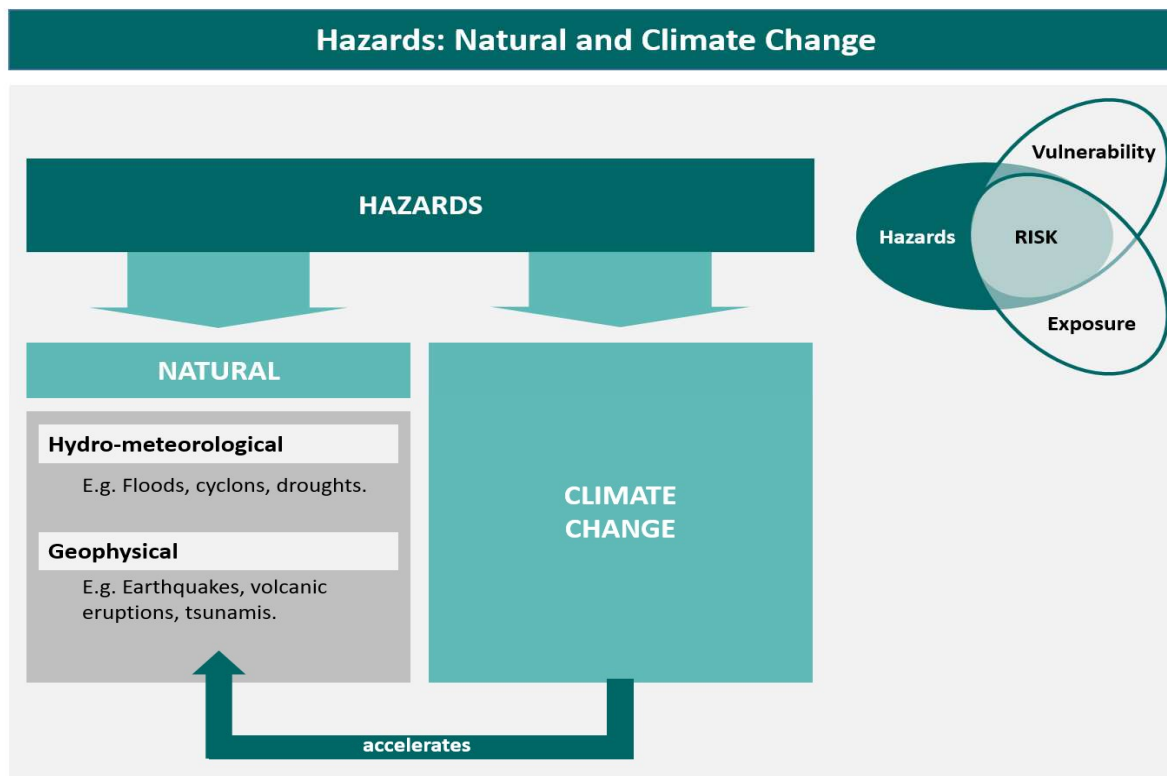 Hazards: Natural and Climate Change
HAZARDS
NATURAL
Hydro-meteorological
E.g. Floods, cyclons, droughts.
Geophysical
E.g. Earthquakes, volcanic
eruptions, tsunamis.
CLIMATE
CHANGE
accelerates
Vulnerability
Hazards
RISK
Exposure